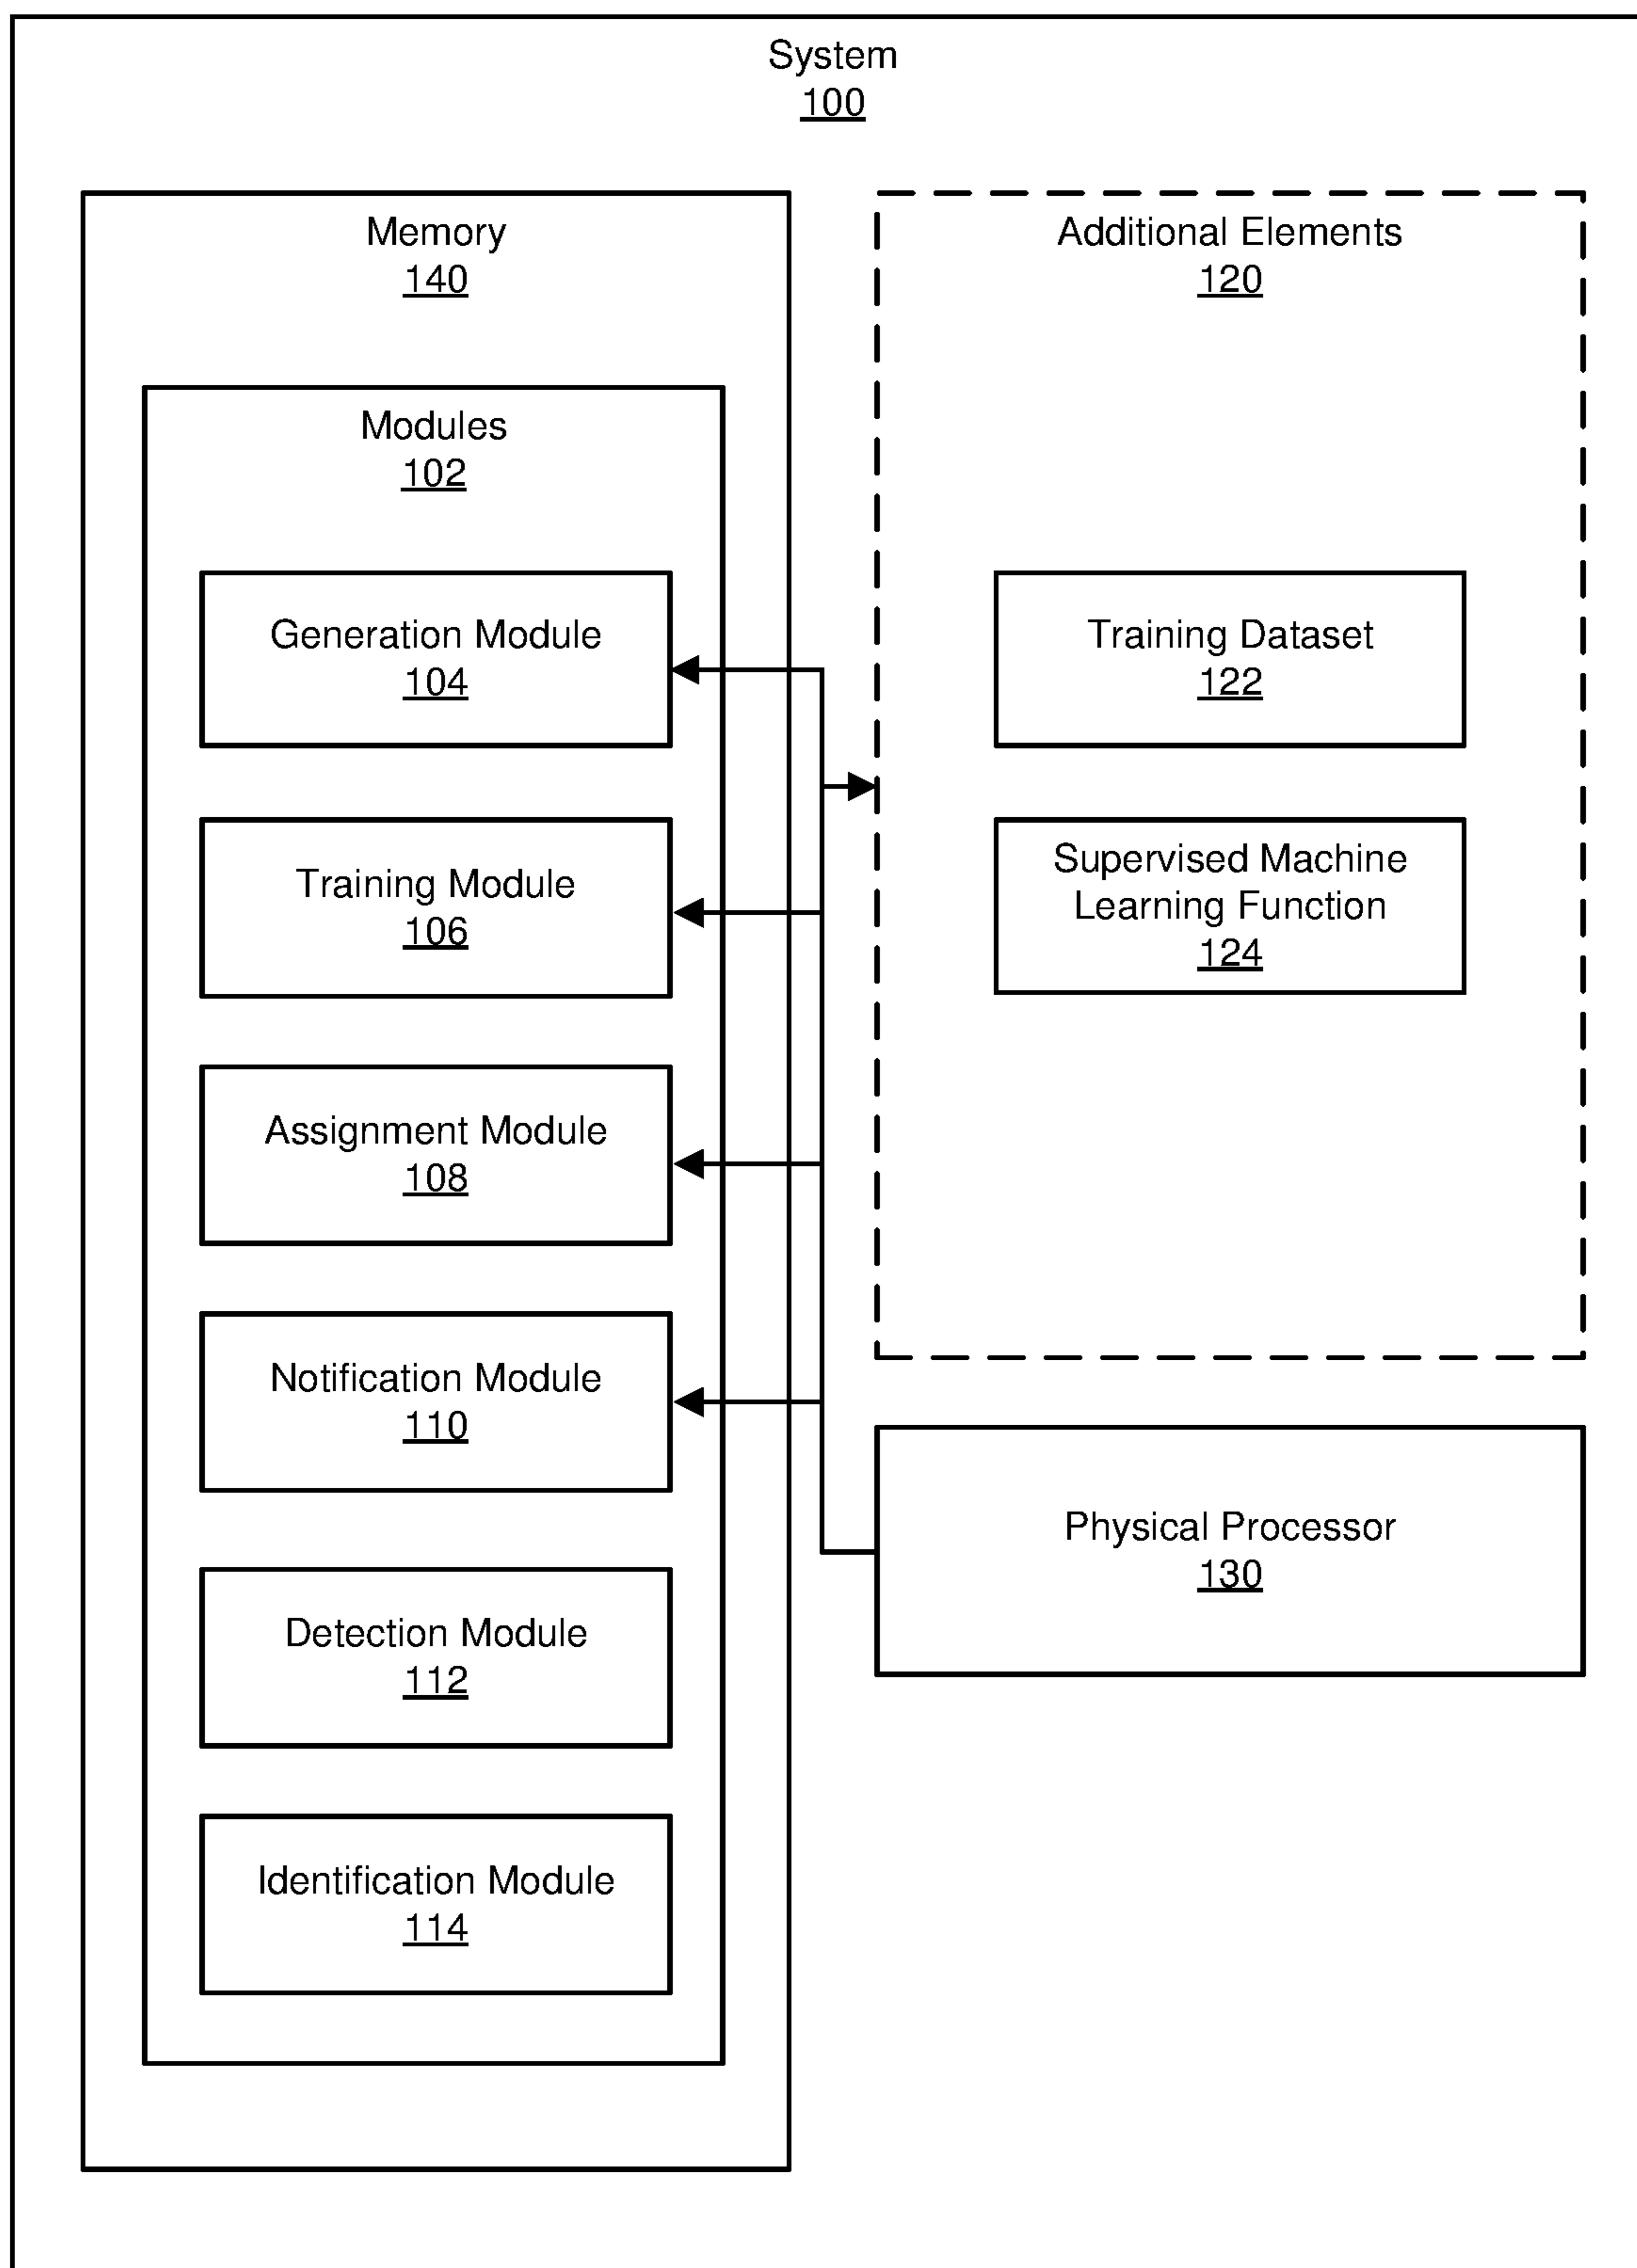 System
100
Memory
140
Modules
102
Generation Module
104
Training Module
106
Assignment Module
108
Notification Module
110
Detection Module
112
Identification Module
114
Additional Elements
120
Training Dataset
122
Supervised Machine
Learning Function
124
Physical Processor
130